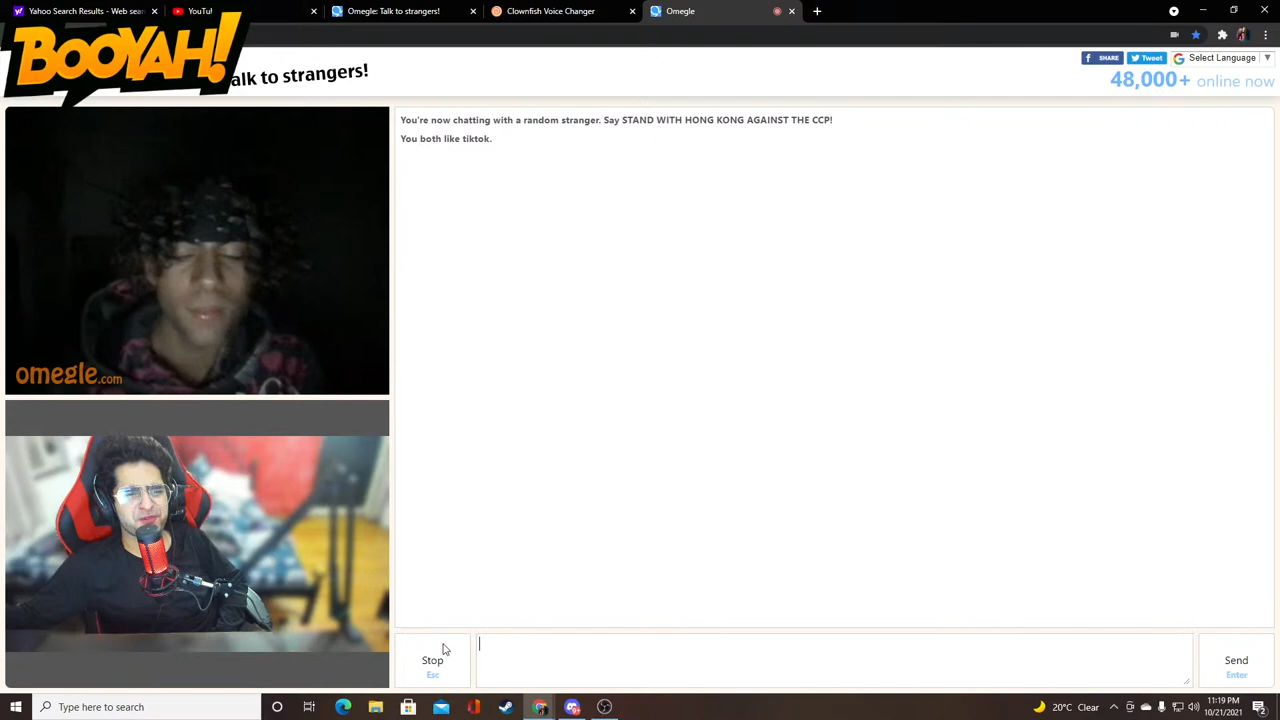 Yahoo Search Results - Web sear
YouTu!
Omegle: Talk to strangers!
Clownfish Voice Changer
Omegle
BOOYAH!
alk to strangers!
SHARE
Tweet
Select Language
48,000+ online now
You're now chatting with a random stranger. Say STAND WITH HONG KONG AGAINST THE CCP!
You both like tiktok.
omegle.com
Stop
Esc
Send
Enter
Type here to search
20°C Clear
11:19 PM
10/21/2021
2